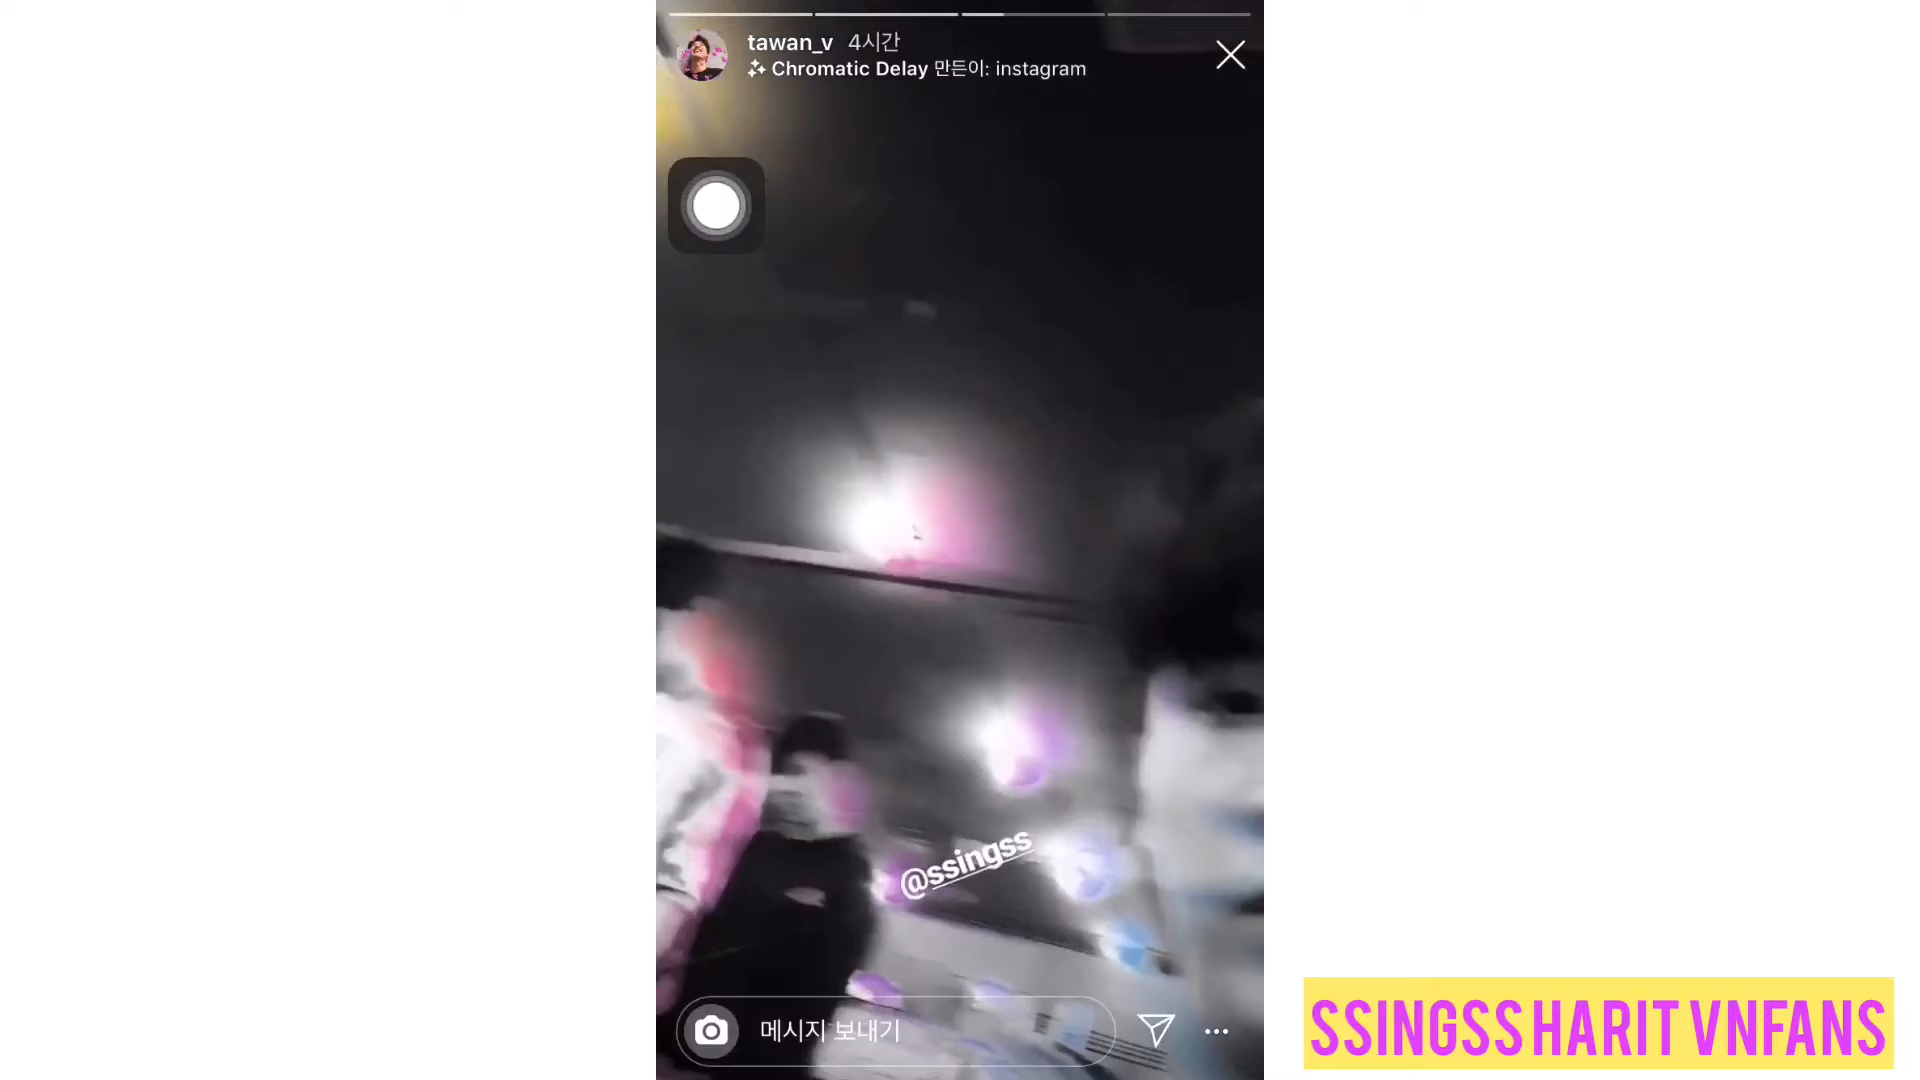 tawan_v 4시간
Chromatic Delay 만든이: instagram
@ssingss
메시지 보내기
SSINGSS HARIT VNFANS